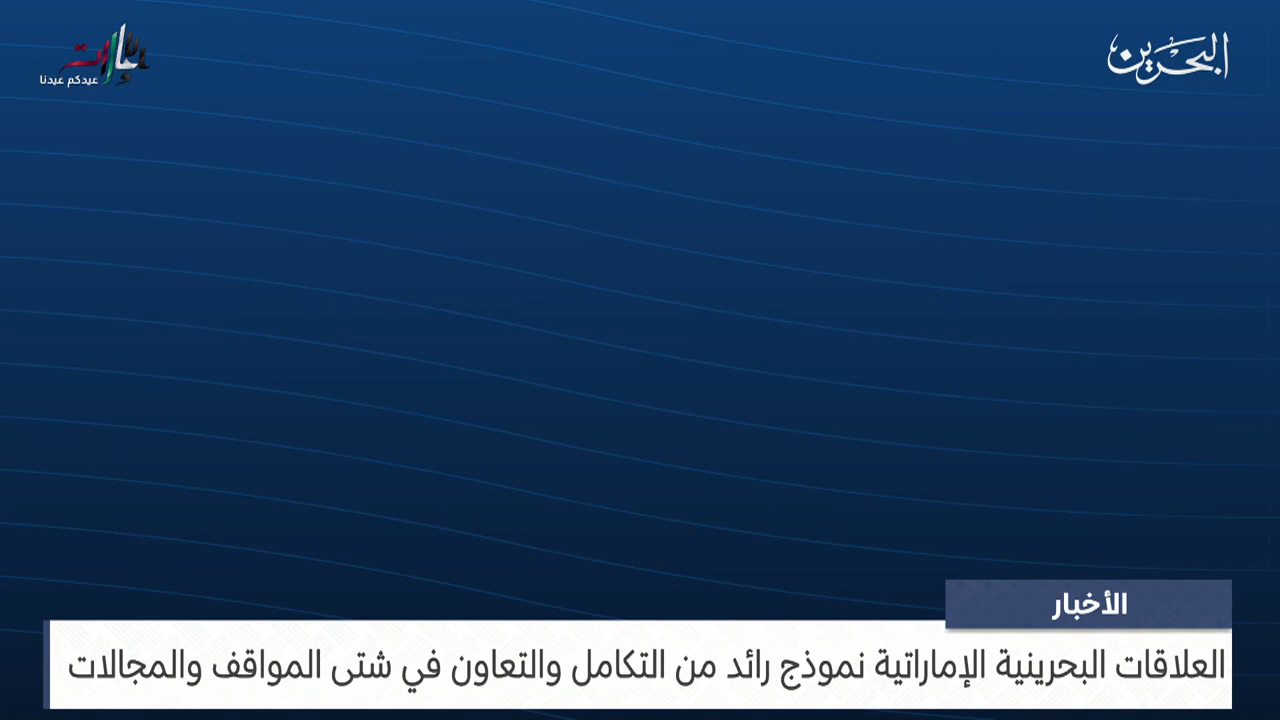 البحرين
عيدكم عيدنا
الأخبار
العلاقات البحرينية الإماراتية نموذج رائد من التكامل والتعاون في شتى المواقف والمجالات